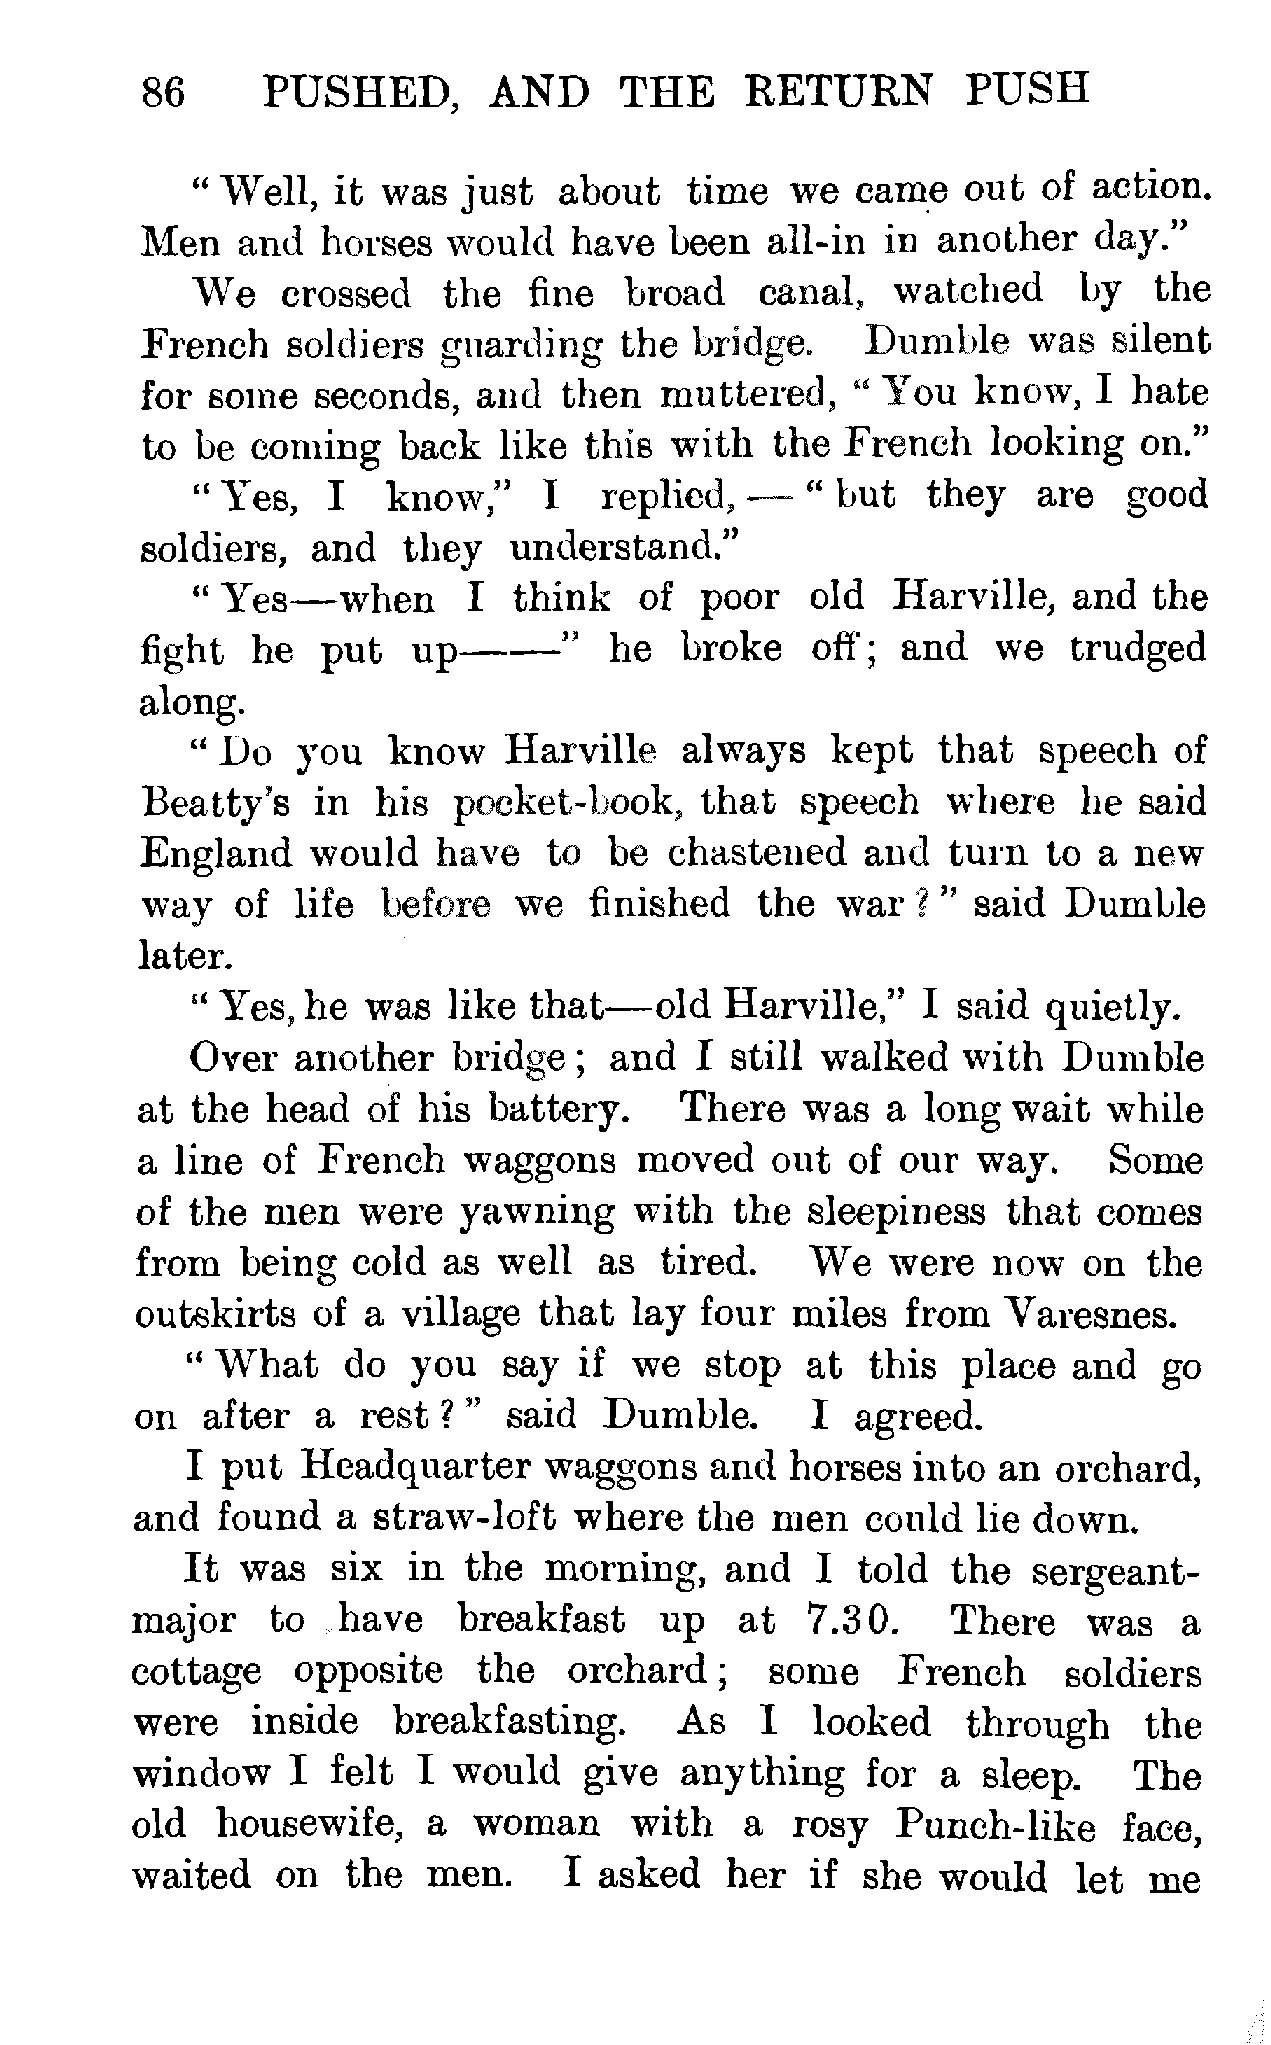 86 PUSHED, AND THE RETURN PUSH
“ Well, it was just about time we came out of action.
Men and horses would have been all-in in another day.”
We crossed the fine broad canal, watched by the
French soldiers guarding the bridge. Dumble was silent
for some seconds, and then muttered, “ You know, I hate
to be coming back like this with the French looking on.”
“ Yes, I know,” I replied, — “ but they are good
soldiers, and they understand.”
“ Yes—when I think of poor old Harville, and the
fight he put up——” he broke off ; and we trudged
along.
“ Do you know Harville always kept that speech of
Beatty’s in his pocket-book, that speech where he said
England would have to be chastened and turn to a new
way of life before we finished the war ? ” said Dumble
later.
“ Yes, he was like that—old Harville,” I said quietly.
Over another bridge ; and I still walked with Dumble
at the head of his battery. There was a long wait while
a line of French waggons moved out of our way. Some
of the men were yawning with the sleepiness that comes
from being cold as well as tired. We were now on the
outskirts of a village that lay four miles from Varesnes.
“ What do you say if we stop at this place and go
on after a rest ? ” said Dumble. I agreed.
I put Headquarter waggons and horses into an orchard,
and found a straw-loft where the men could lie down.
It was six in the morning, and I told the sergeant-
major to have breakfast up at 7.30. There was a
cottage opposite the orchard ; some French soldiers
were inside breakfasting. As I looked through the
window I felt I would give anything for a sleep. The
old housewife, a woman with a rosy Punch-like face,
waited on the men. I asked her if she would let me